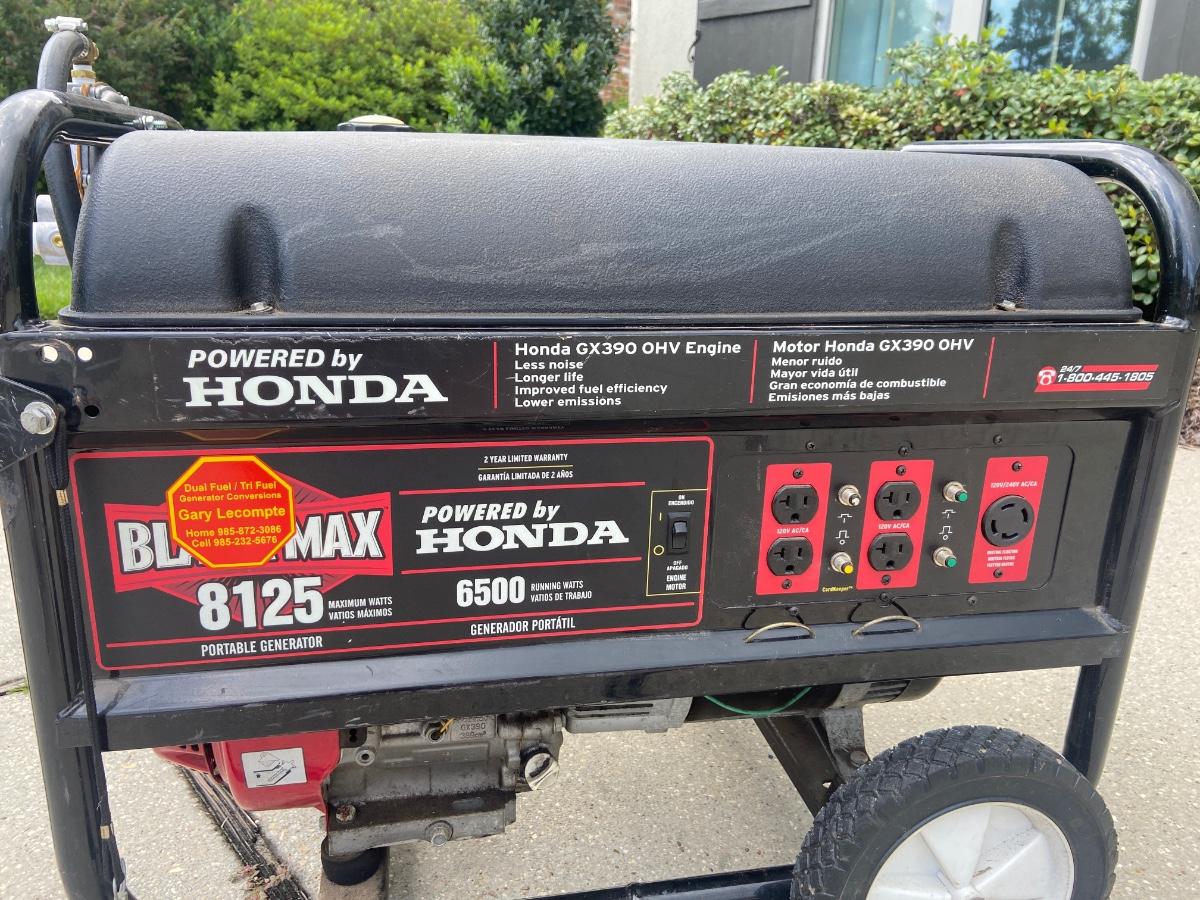 POWERED by
HONDA
Honda GX390 OHV Engine
Less noise
Longer life
Improved fuel efficiency
Lower emissions
Motor Honda GX390 OHV
Menor ruido
Mayor vida útil
Gran economía de combustible
Emisiones más bajas
24/7
1-800-445-1805
Dual Fuel / Tri Fuel
Generator Conversions
Gary Lecompte
Home 985-872-3086
Cell 985-232-5676
BLA MAX
8125 MAXIMUM WATTS
VATIOS MÁXIMOS
PORTABLE GENERATOR
2 YEAR LIMITED WARRANTY
GARANTÍA LIMITADA DE 2 AÑOS
POWERED by
HONDA
6500 RUNNING WATTS
VATIOS DE TRABAJO
GENERADOR PORTÁTIL
ON
ENCENDIDO
OFF
APAGADO
ENGINE
MOTOR
120V AC/CA
120V AC/CA
CordKeeper™
120V/240V AC/CA
GX390
389cm³